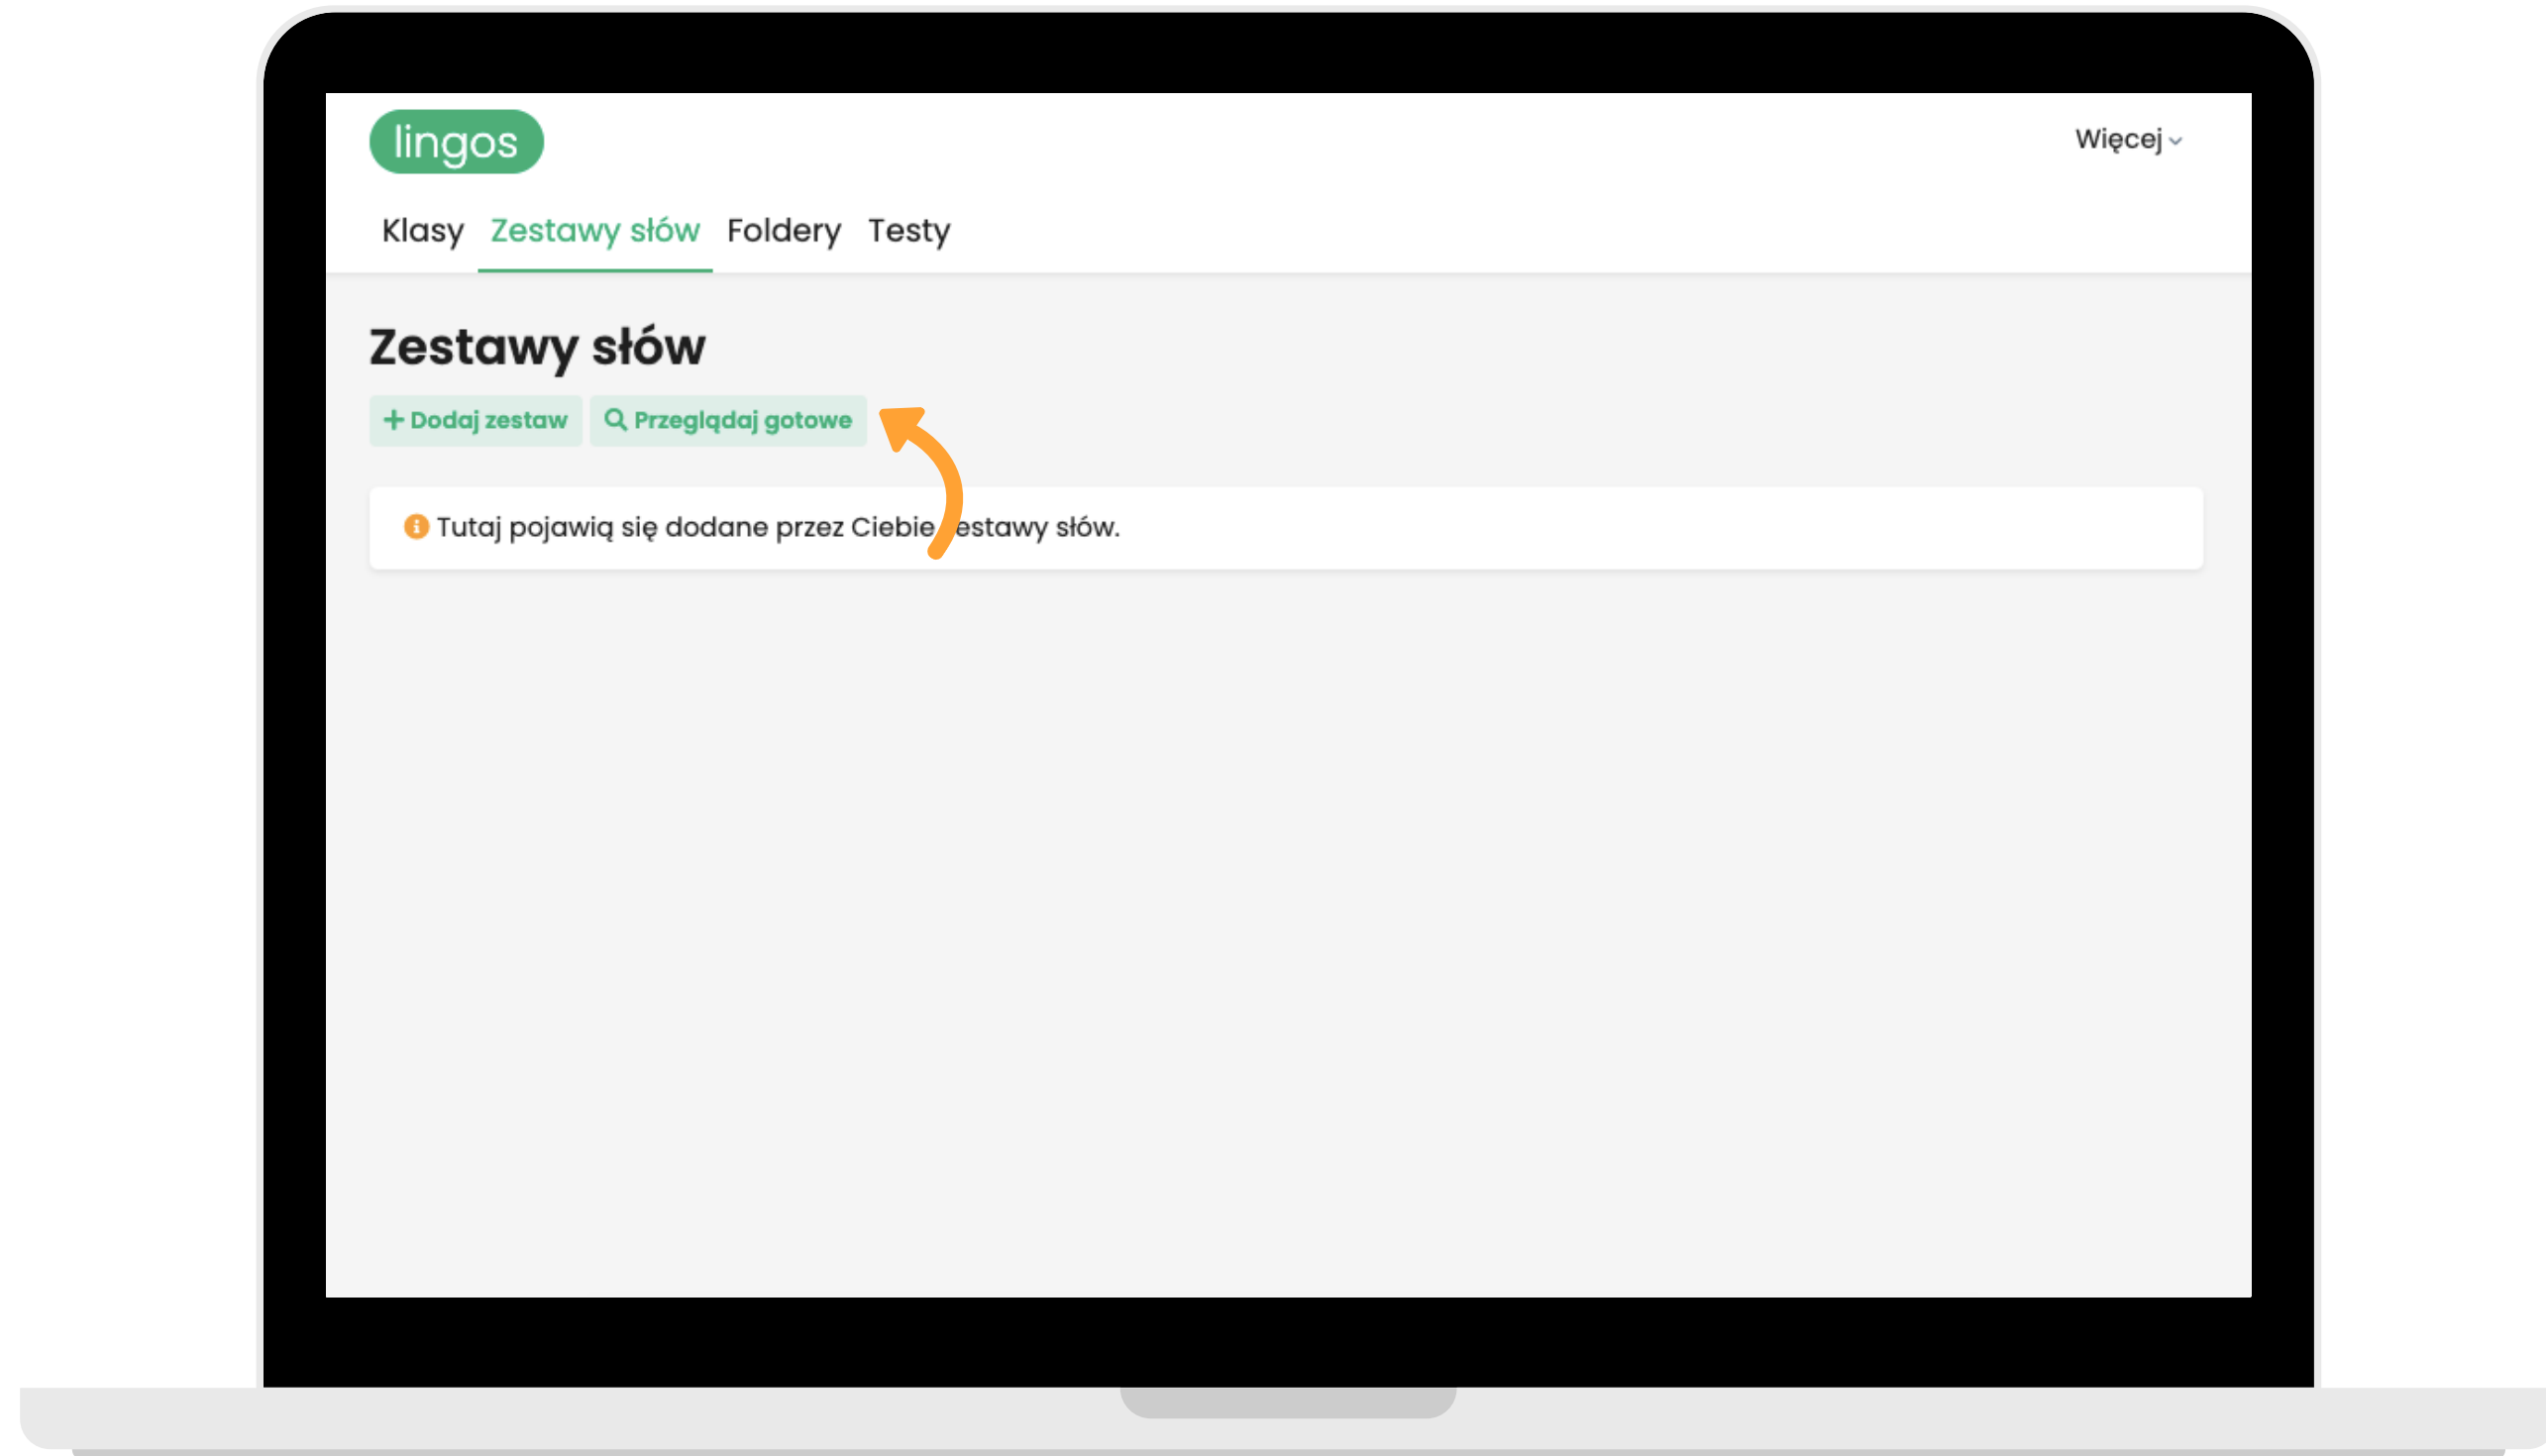 lingos
Więcej
Klasy Zestawy słów Foldery Testy
Zestawy słów
Dodaj zestaw Przeglądaj gotowe
Tutaj pojawią się dodane przez Ciebie estawy słów.